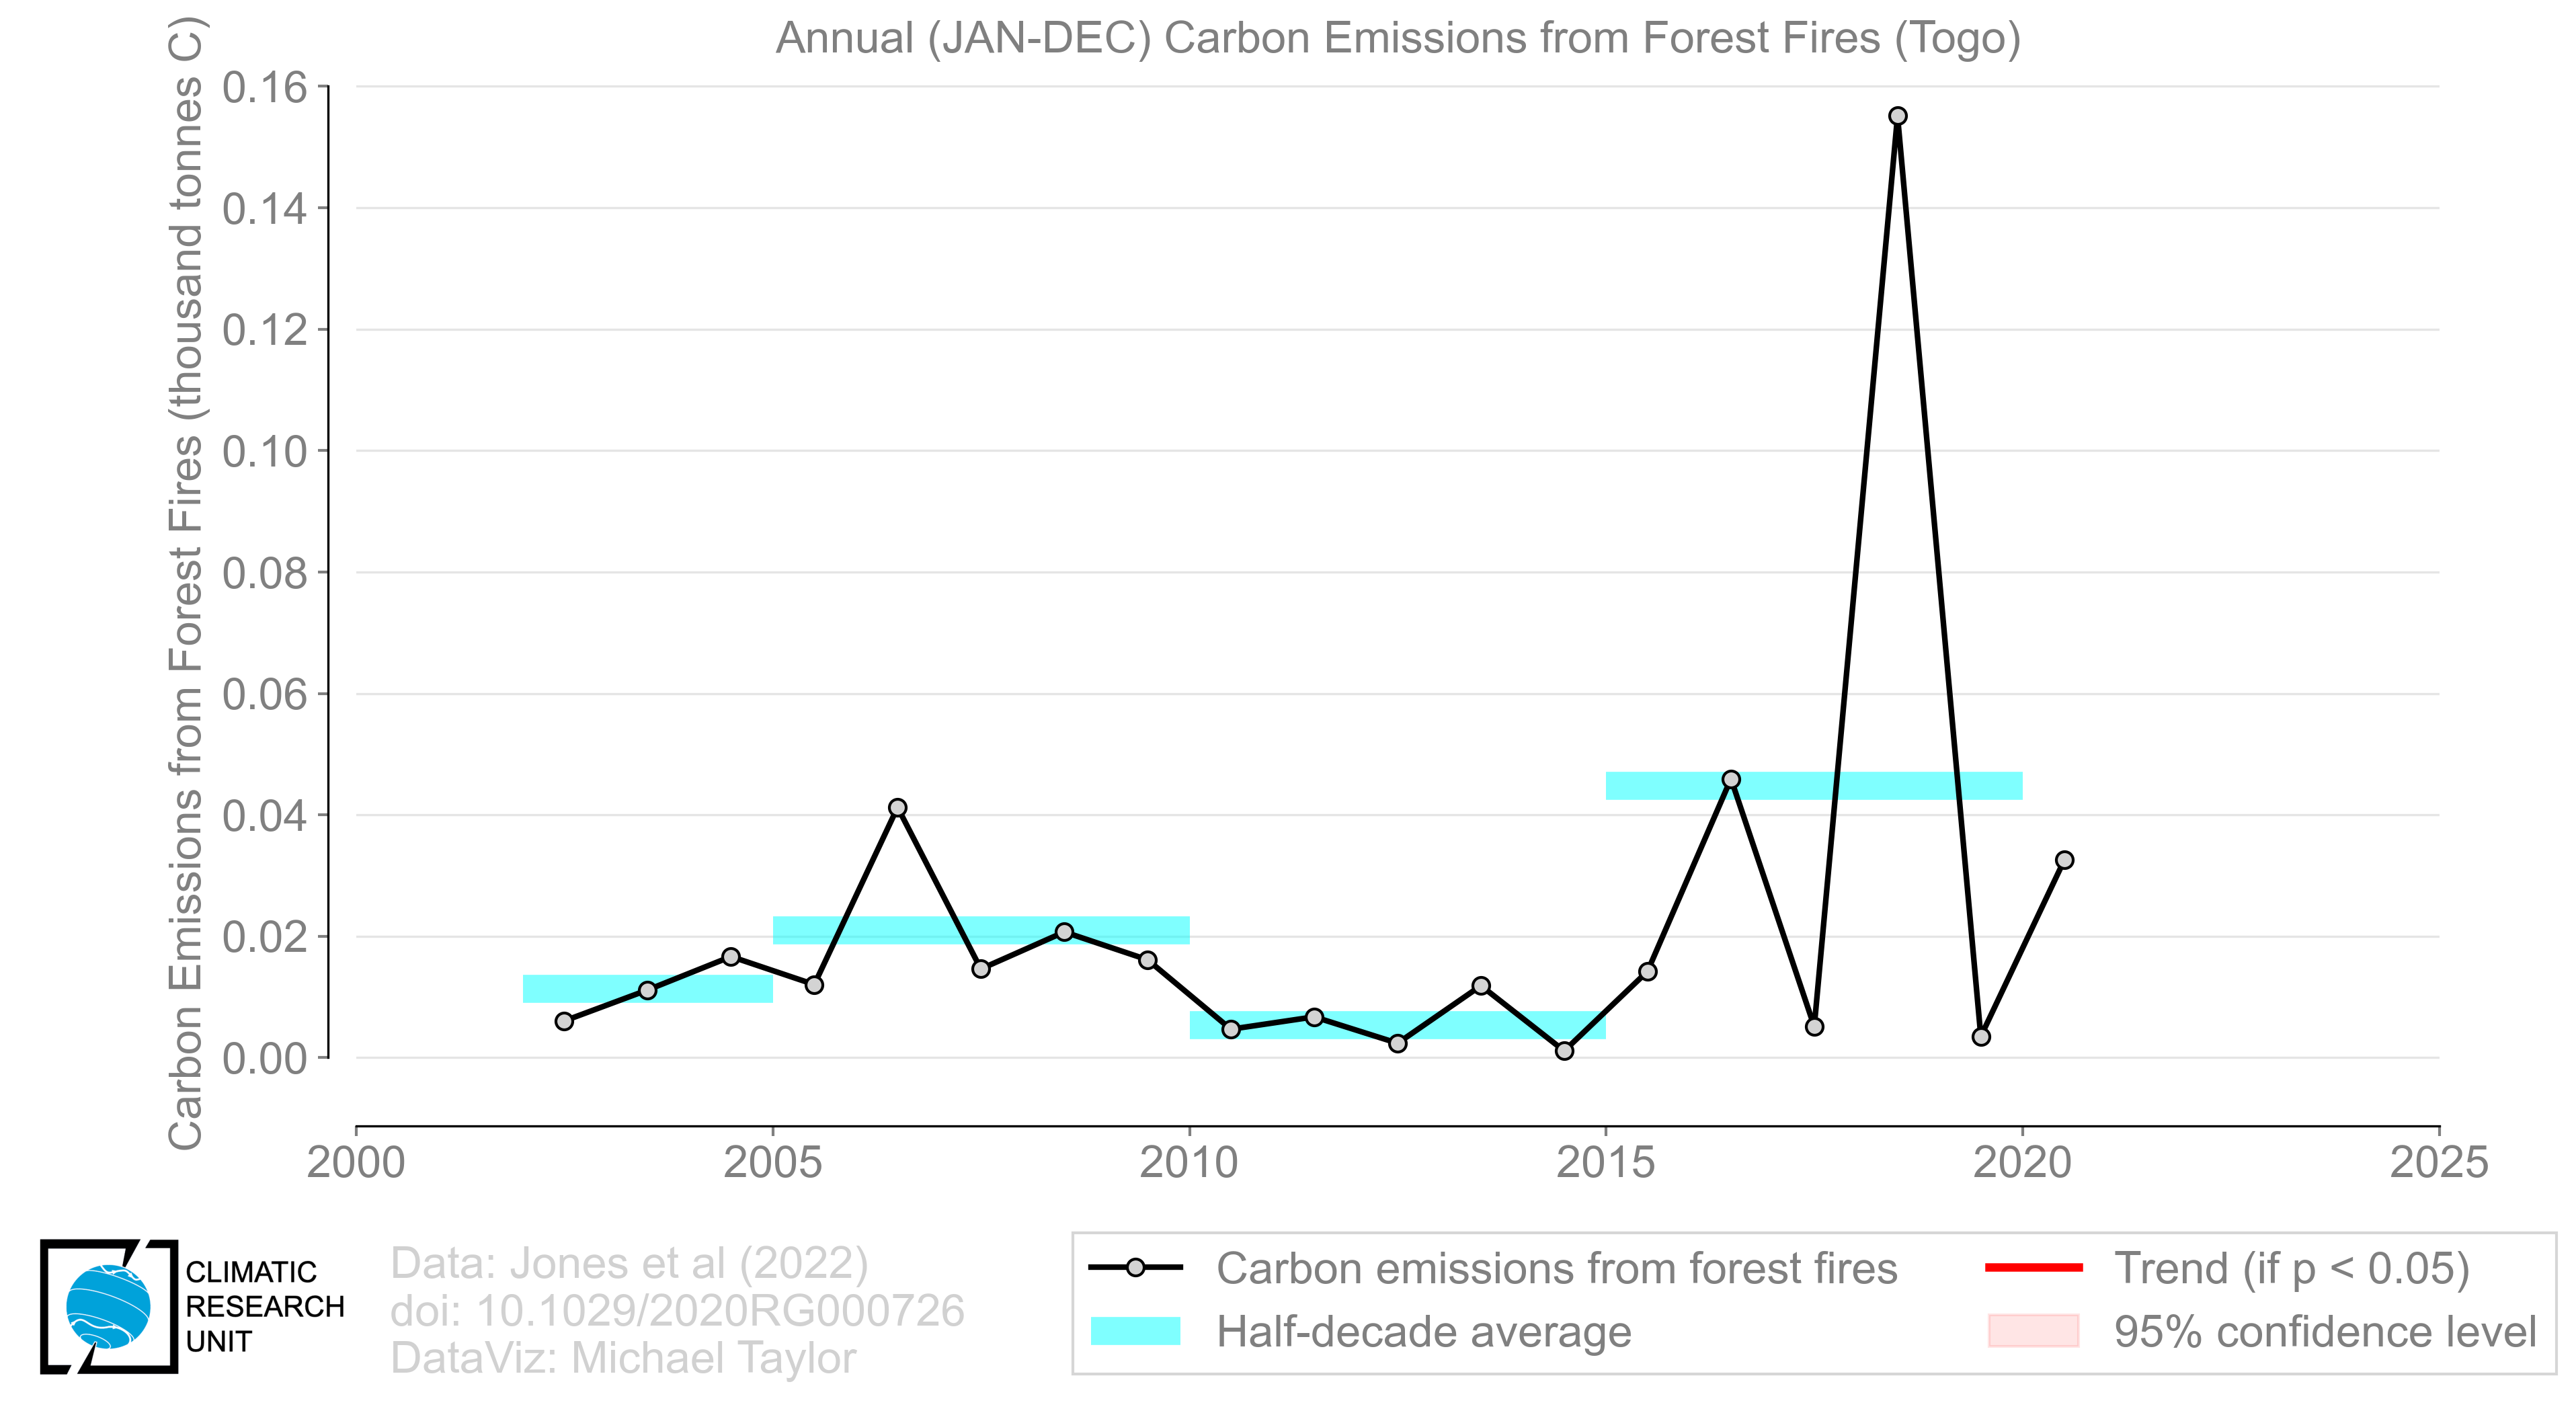 Annual (JAN-DEC) Carbon Emissions from Forest Fires (Togo)
Carbon Emissions from Forest Fires (thousand tonnes C)
0.16
0.14
0.12
0.10
0.08
0.06
0.04
0.02
0.00
2000 2005 2010 2015 2020 2025
CLIMATIC
RESEARCH
UNIT
Data: Jones et al (2022)
doi: 10.1029/2020RG000726
DataViz: Michael Taylor
Carbon emissions from forest fires
Half-decade average
Trend (if p < 0.05)
95% confidence level